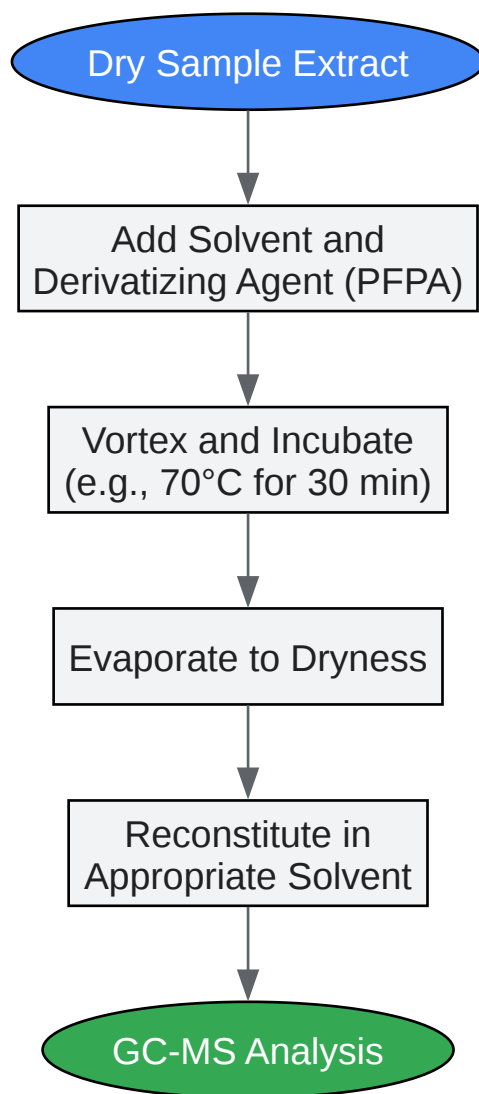 Dry Sample Extract
Add Solvent and
Derivatizing Agent (PFPA)
Vortex and Incubate
(e.g., 70°C for 30 min)
Evaporate to Dryness
Reconstitute in
Appropriate Solvent
GC-MS Analysis